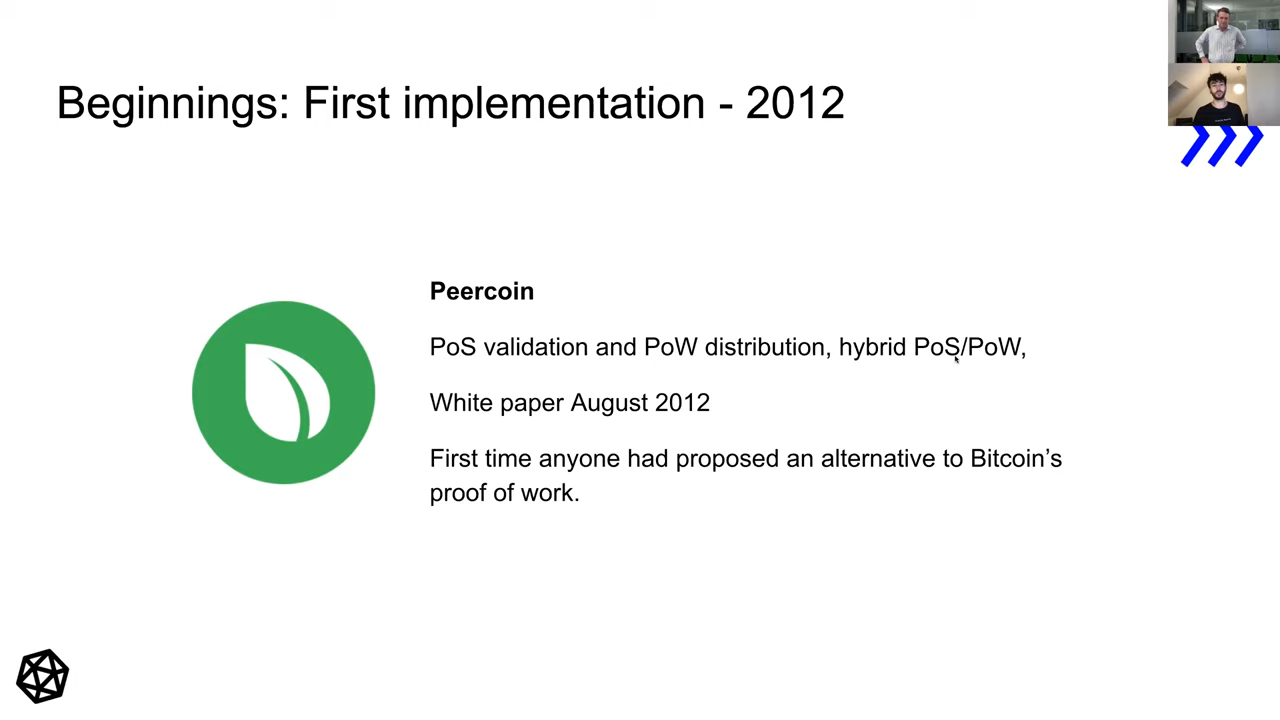 Beginnings: First implementation - 2012
Peercoin
PoS validation and PoW distribution, hybrid PoS/PoW,
White paper August 2012
First time anyone had proposed an alternative to Bitcoin’s
proof of work.